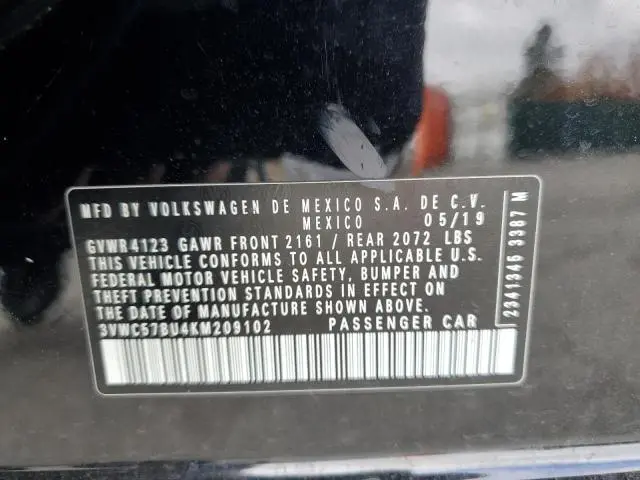 MFD BY VOLKSWAGEN DE MEXICO S.A. DE C.V.
MEXICO 05/19
GVWR4123 GAWR FRONT 2161 / REAR 2072 LBS
THIS VEHICLE CONFORMS TO ALL APPLICABLE U.S.
FEDERAL MOTOR VEHICLE SAFETY, BUMPER AND
THEFT PREVENTION STANDARDS IN EFFECT ON
THE DATE OF MANUFACTURE SHOWN ABOVE.
3VWC57BU4KM209102 PASSENGER CAR
2341345 3387 M